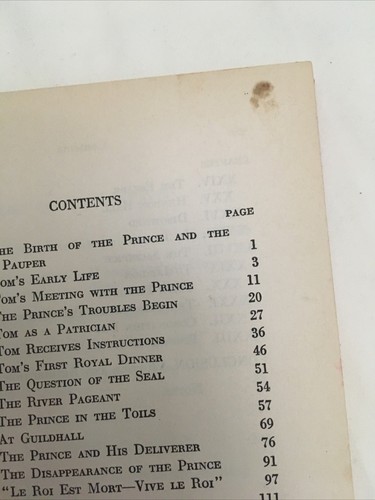 CONTENTS
PAGE
HE BIRTH OF THE PRINCE AND THE
PAUPER 1
OM'S EARLY LIFE 3
OM'S MEETING WITH THE PRINCE 11
THE PRINCE'S TROUBLES BEGIN 20
TOM AS A PATRICIAN 27
TOM RECEIVES INSTRUCTIONS 36
TOM'S FIRST ROYAL DINNER 46
THE QUESTION OF THE SEAL 51
THE RIVER PAGEANT 54
THE PRINCE IN THE TOILS 57
AT GUILDHALL 69
THE PRINCE AND HIS DELIVERER 76
THE DISAPPEARANCE OF THE PRINCE 91
"LE ROI EST MORT—VIVE LE ROI" 97
111